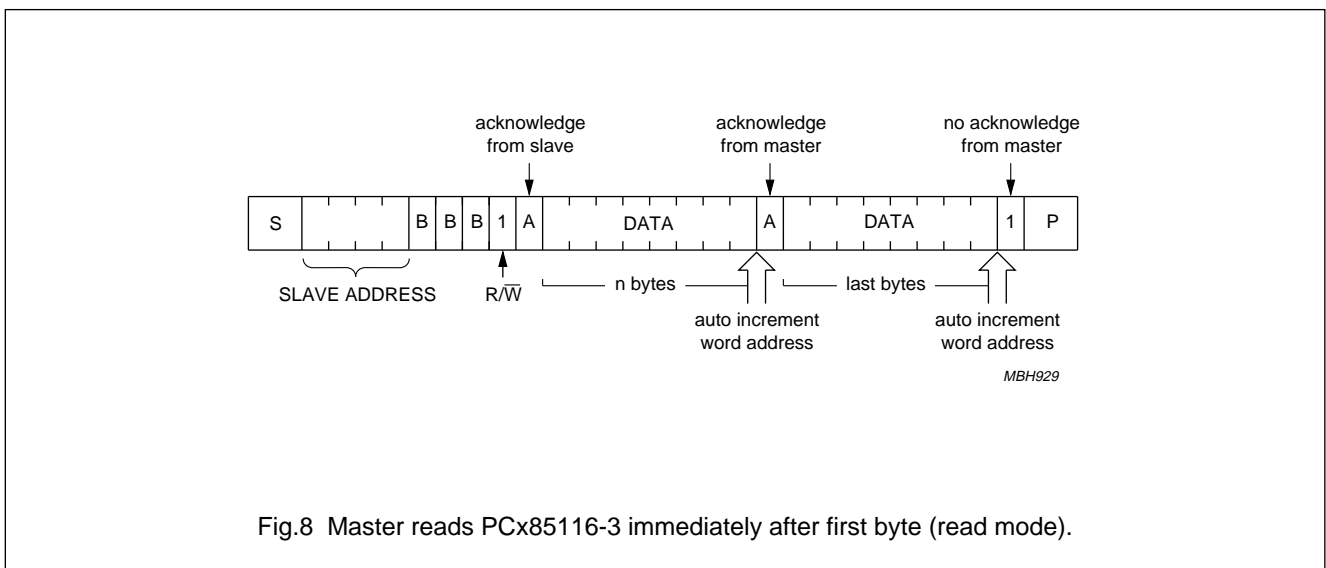 acknowledge
from slave
acknowledge
from master
no acknowledge
from master
S B B B 1 A DATA A DATA 1 P
SLAVE ADDRESS
R/W̅
n bytes
last bytes
auto increment
word address
auto increment
word address
MBH929
Fig.8 Master reads PCx85116-3 immediately after first byte (read mode).